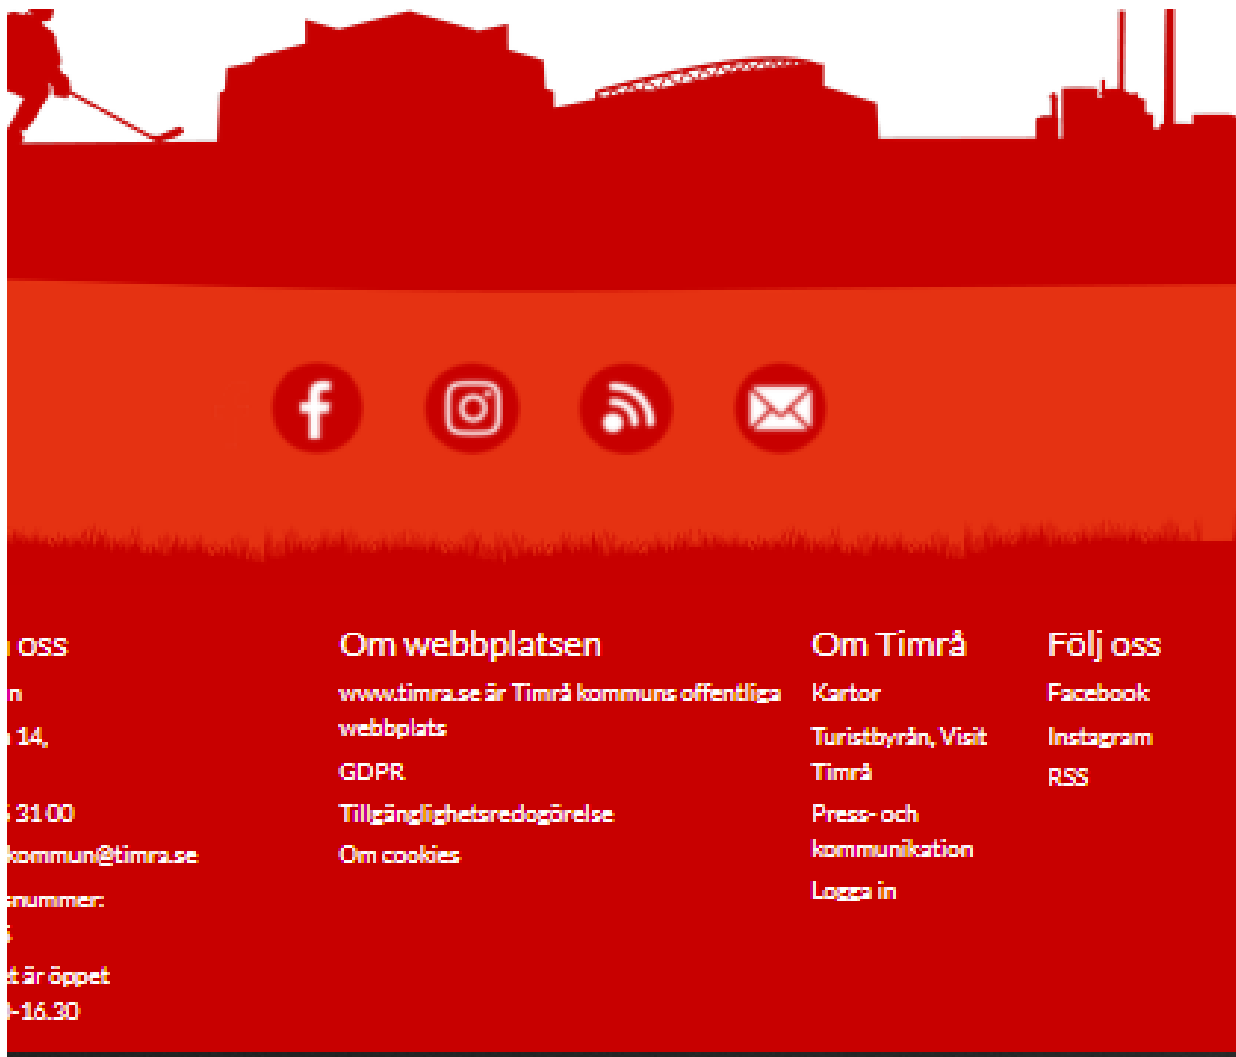 oss
14,
31 00
kommun@timra.se
är öppet
-16.30
Om webbplatsen
www.timra.se är Timrå kommuns offentliga
webbplats
GDPR
Tillgänglighetsredogörelse
Om cookies
Om Timrå
Kartor
Turistbyrån, Visit
Timrå
Press- och
kommunikation
Logga in
Följ oss
Facebook
Instagram
RSS